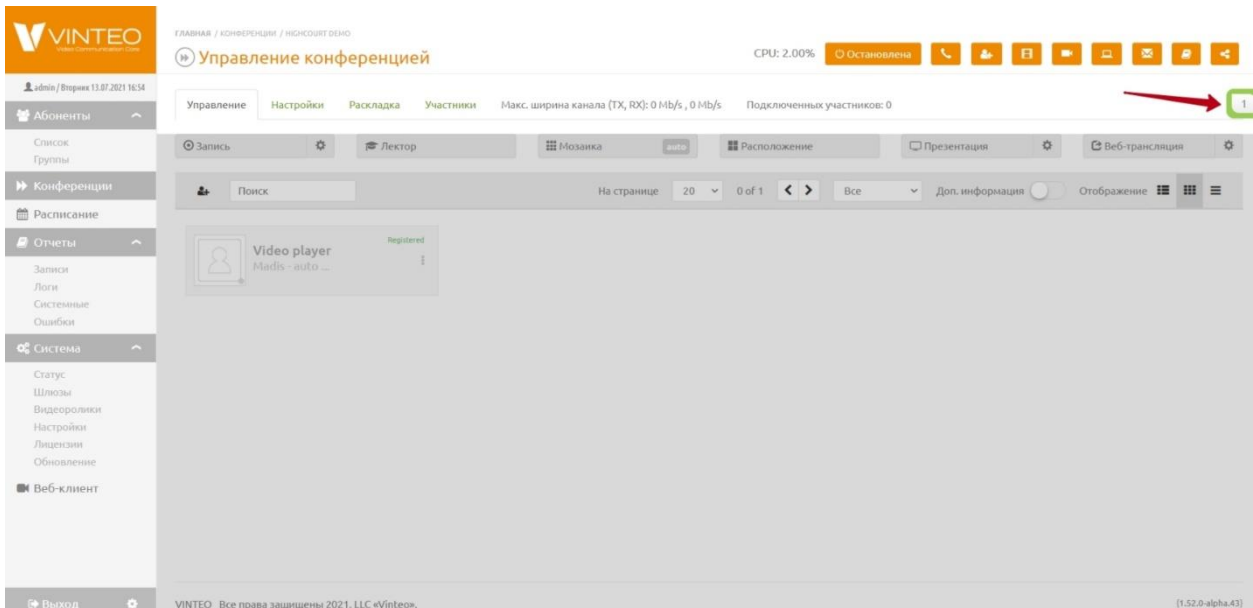 VINTEO
Video Communication Core
ГЛАВНАЯ / КОНФЕРЕНЦИИ / HIGHCOURT DEMO
Управление конференцией
CPU: 2.00%
Остановлена
admin / Вторник 13.07.2021 16:54
Управление Настройки Раскладка Участники Макс. ширина канала (TX, RX): 0 Mb/s , 0 Mb/s Подключенных участников: 0
1
Абоненты
Список
Группы
Конференции
Расписание
Отчеты
Записи
Логи
Системные
Ошибки
Система
Статус
Шлюзы
Видеоролики
Настройки
Лицензии
Обновление
Веб-клиент
Выход
Запись Лектор Мозаика auto Расположение Презентация Веб-трансляция
Поиск На странице 20 0 of 1 Все Доп. информация Отображение
Registered
Video player
Madis - auto ...
VINTEO Все права защищены 2021. LLC «Vinteo».
(1.52.0-alpha.43)